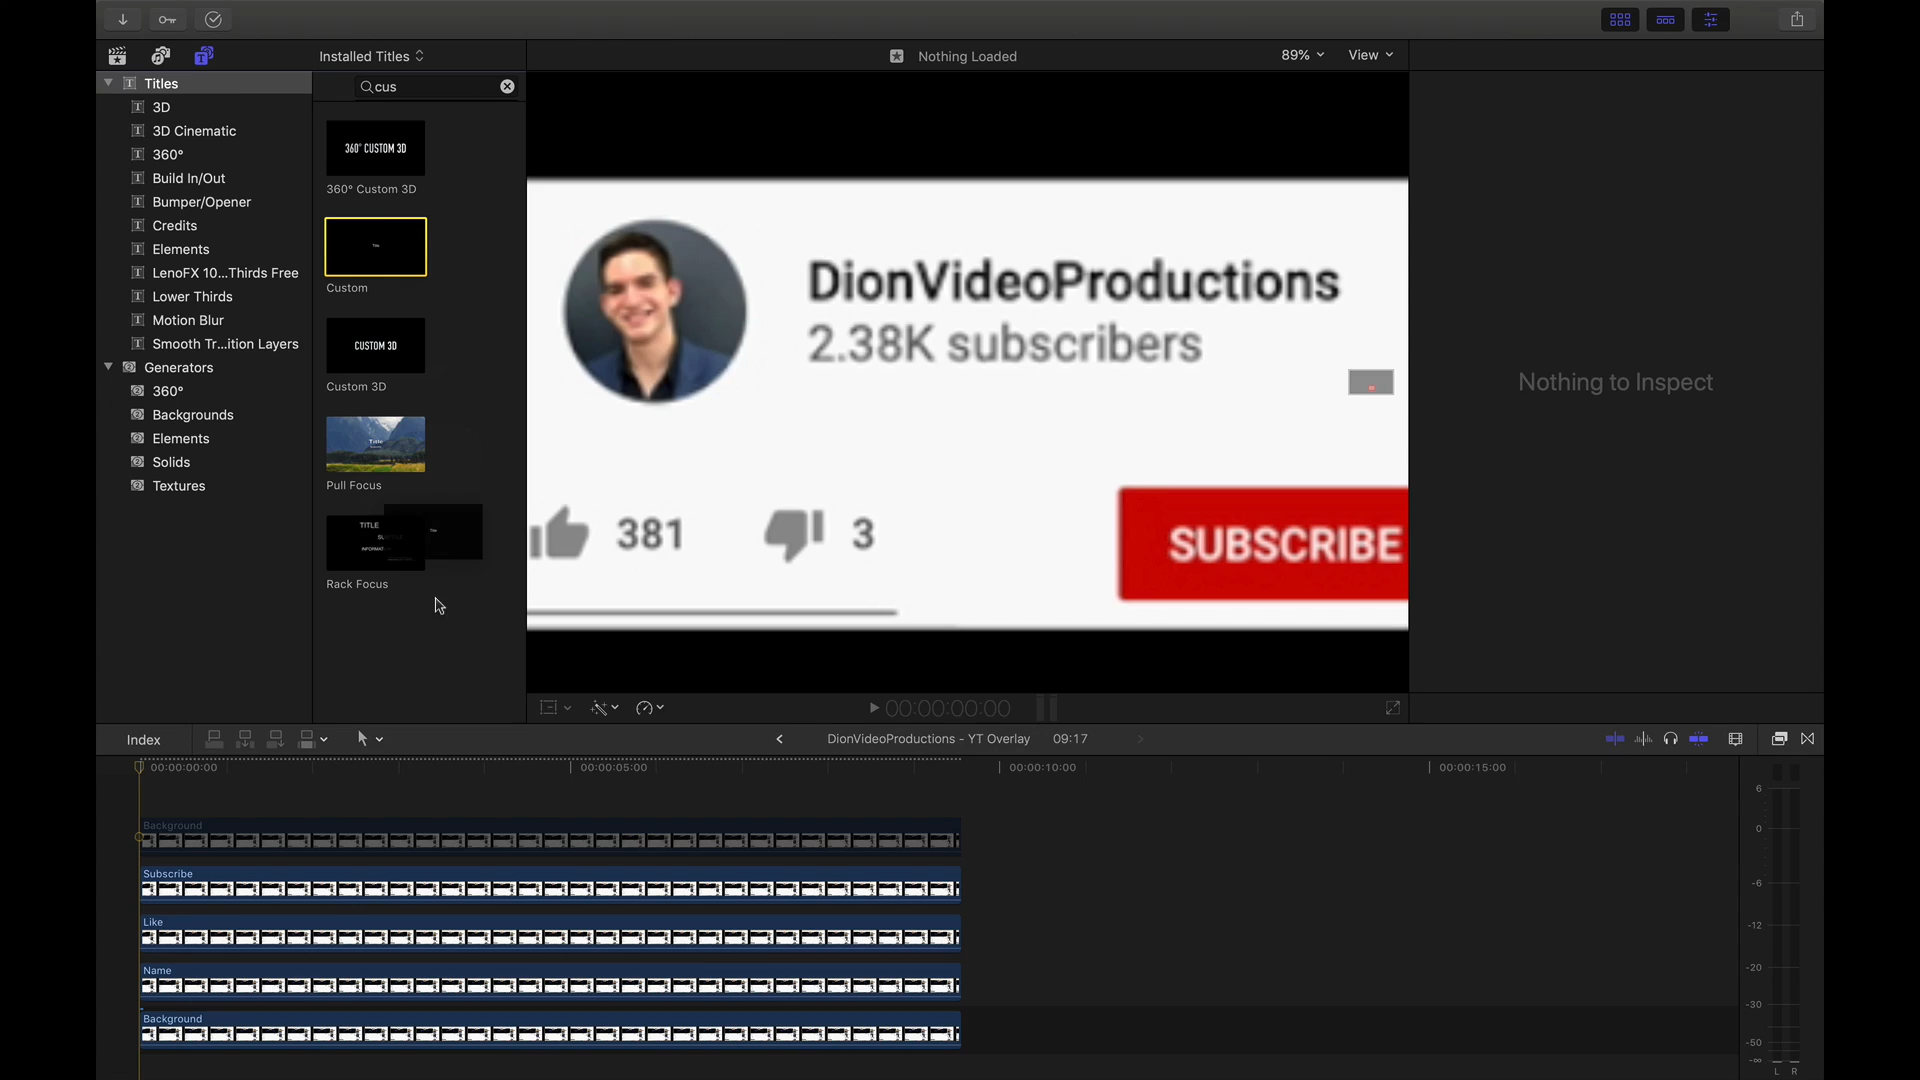 Installed Titles
Nothing Loaded
89%
View
Titles
cus
3D
3D Cinematic
360°
Build In/Out
Bumper/Opener
Credits
Elements
LenoFX 10...Thirds Free
Lower Thirds
Motion Blur
Smooth Tr...ition Layers
Generators
360°
Backgrounds
Elements
Solids
Textures
360° CUSTOM 3D
360° Custom 3D
Title
Custom
CUSTOM 3D
Custom 3D
Title
Pull Focus
TITLE
Title
INFORMAT
Rack Focus
DionVideoProductions
2.38K subscribers
381
3
SUBSCRIBE
Nothing to Inspect
00:00:00:00
Index
DionVideoProductions - YT Overlay
09:17
00:00:00:00
00:00:05:00
00:00:10:00
00:00:15:00
Background
Subscribe
Like
Name
Background
6
0
-6
-12
-20
-30
-50
-∞
L R